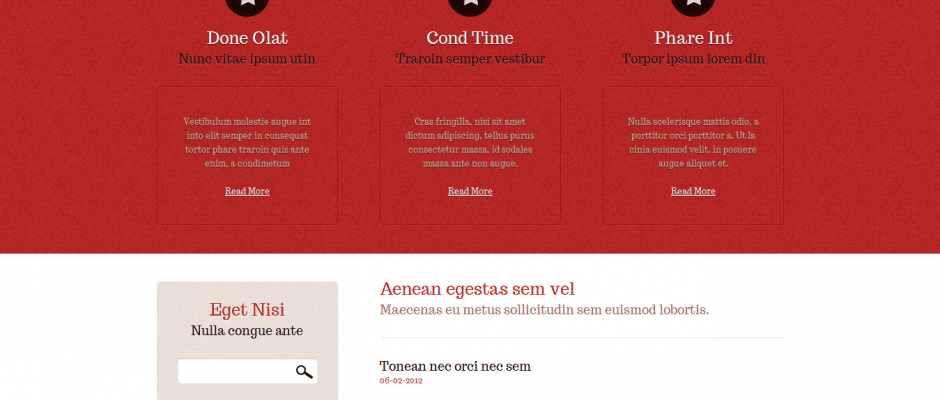 Done Olat
Nunc vitae ipsum utin
Vestibulum molestie augue int
into elit semper in consequat
tortor phare traroin quis ante
enim, a condimetum
Read More
Cond Time
Traroin semper vestibur
Cras fringilla, nisi sit amet
dictum adipiscing, tellus purus
consectetur massa, id sodales
massa ante non augue.
Read More
Phare Int
Torpor ipsum lorem din
Nulla scelerisque mattis odio, a
porttitor orci porttitor a. Ut la
cinia euismod velit, in posuere
augue aliquet et.
Read More
Eget Nisi
Nulla congue ante
Aenean egestas sem vel
Maecenas eu metus sollicitudin sem euismod lobortis.
Tonean nec orci nec sem
06-02-2012